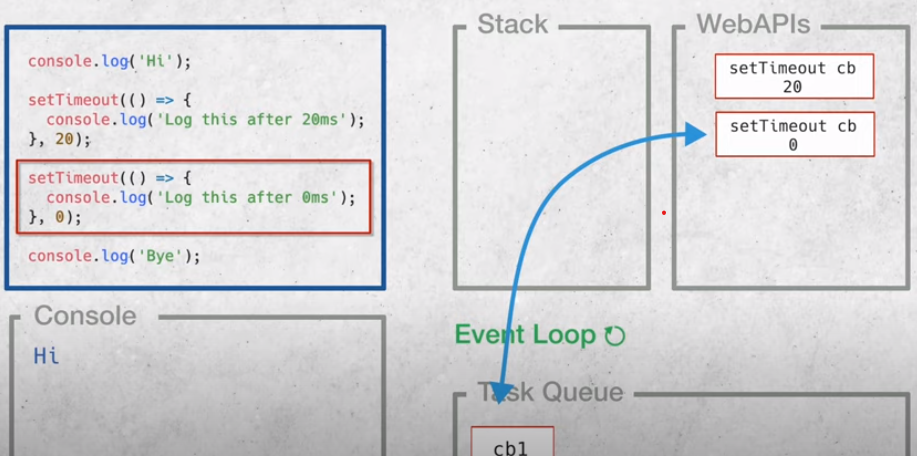 console.log('Hi');
setTimeout(() => {
  console.log('Log this after 20ms');
}, 20);
setTimeout(() => {
  console.log('Log this after 0ms');
}, 0);
console.log('Bye');
Console
Hi
Stack
WebAPIs
setTimeout cb
20
setTimeout cb
0
Event Loop
Task Queue
cb1